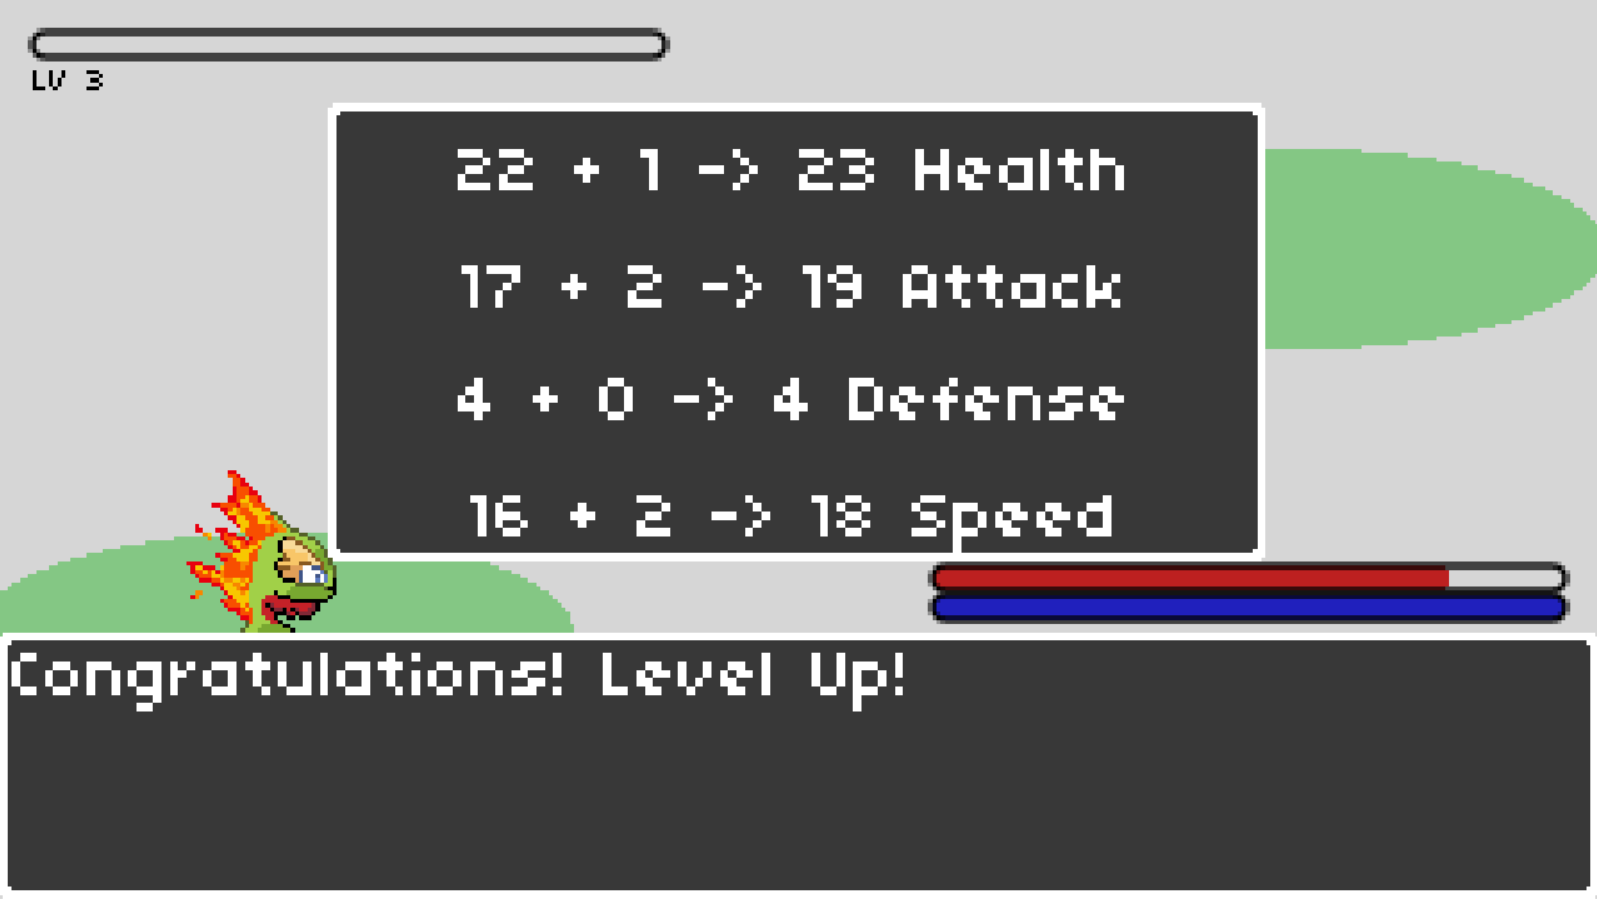 LV 3
22 + 1 -> 23 Health
17 + 2 -> 19 Attack
4 + 0 -> 4 Defense
16 + 2 -> 18 Speed
Congratulations! Level Up!